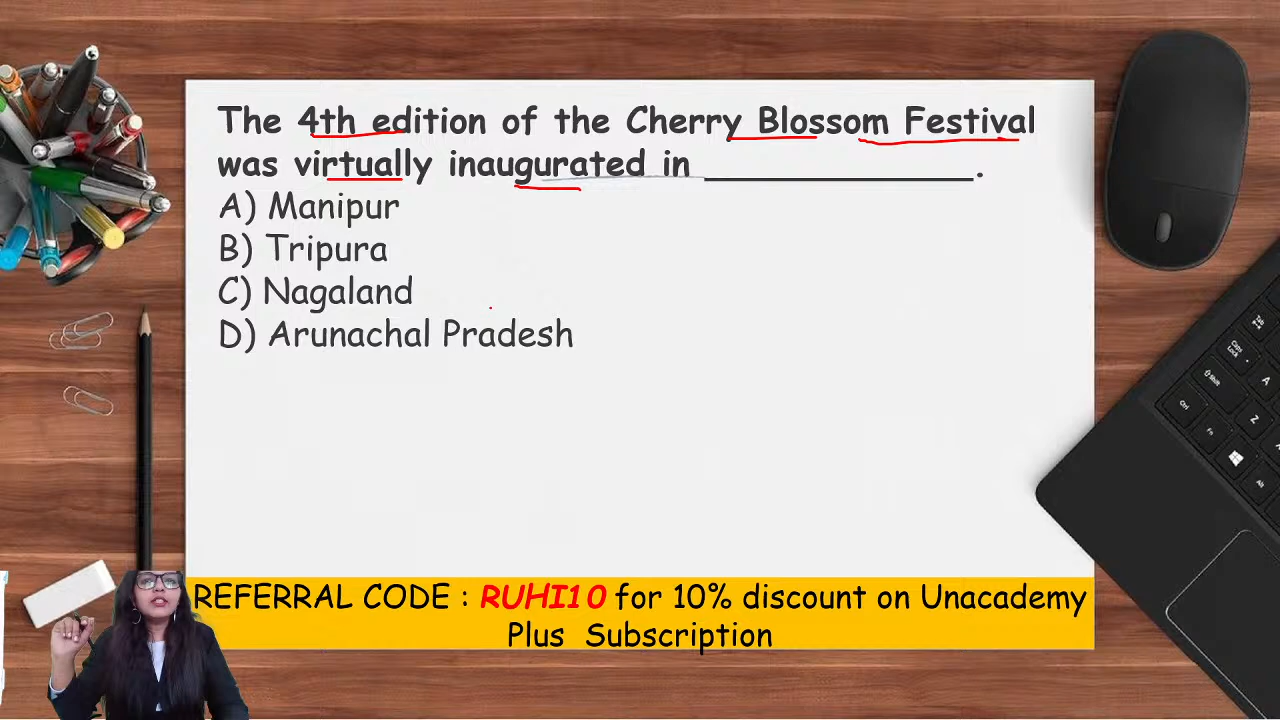 The 4th edition of the Cherry Blossom Festival
was virtually inaugurated in _______________.
A) Manipur
B) Tripura
C) Nagaland
D) Arunachal Pradesh
REFERRAL CODE : RUHI10 for 10% discount on Unacademy
Plus Subscription